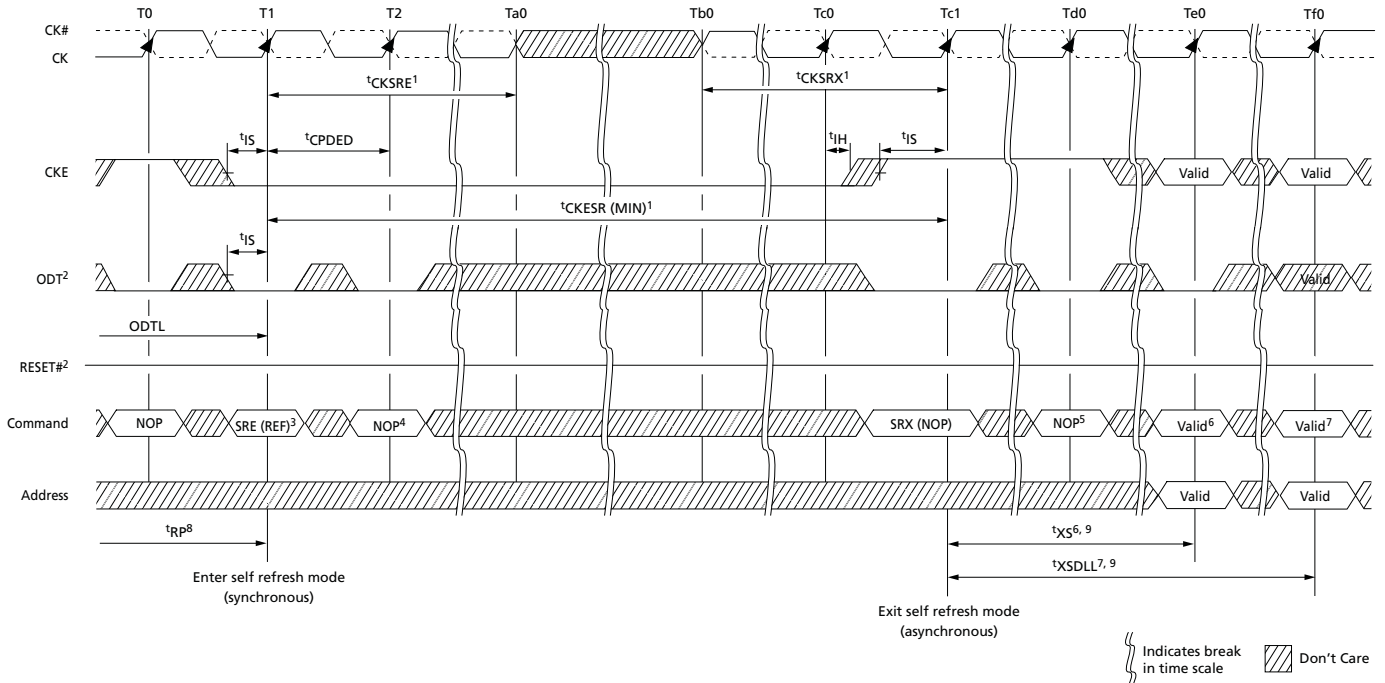 T0 T1 T2 Ta0 Tb0 Tc0 Tc1 Td0 Te0 Tf0
CK#
CK
tCKSRE1 tCKSRX1
tIS tCPDED tIH tIS
CKE Valid Valid
tCKESR (MIN)1
tIS
ODT2 Valid
ODTL
RESET#2
Command NOP SRE (REF)3 NOP4 SRX (NOP) NOP5 Valid6 Valid7
Address Valid Valid
tRP8 tXS6, 9
tXSDLL7, 9
Enter self refresh mode
(synchronous)
Exit self refresh mode
(asynchronous)
Indicates break
in time scale
Don't Care